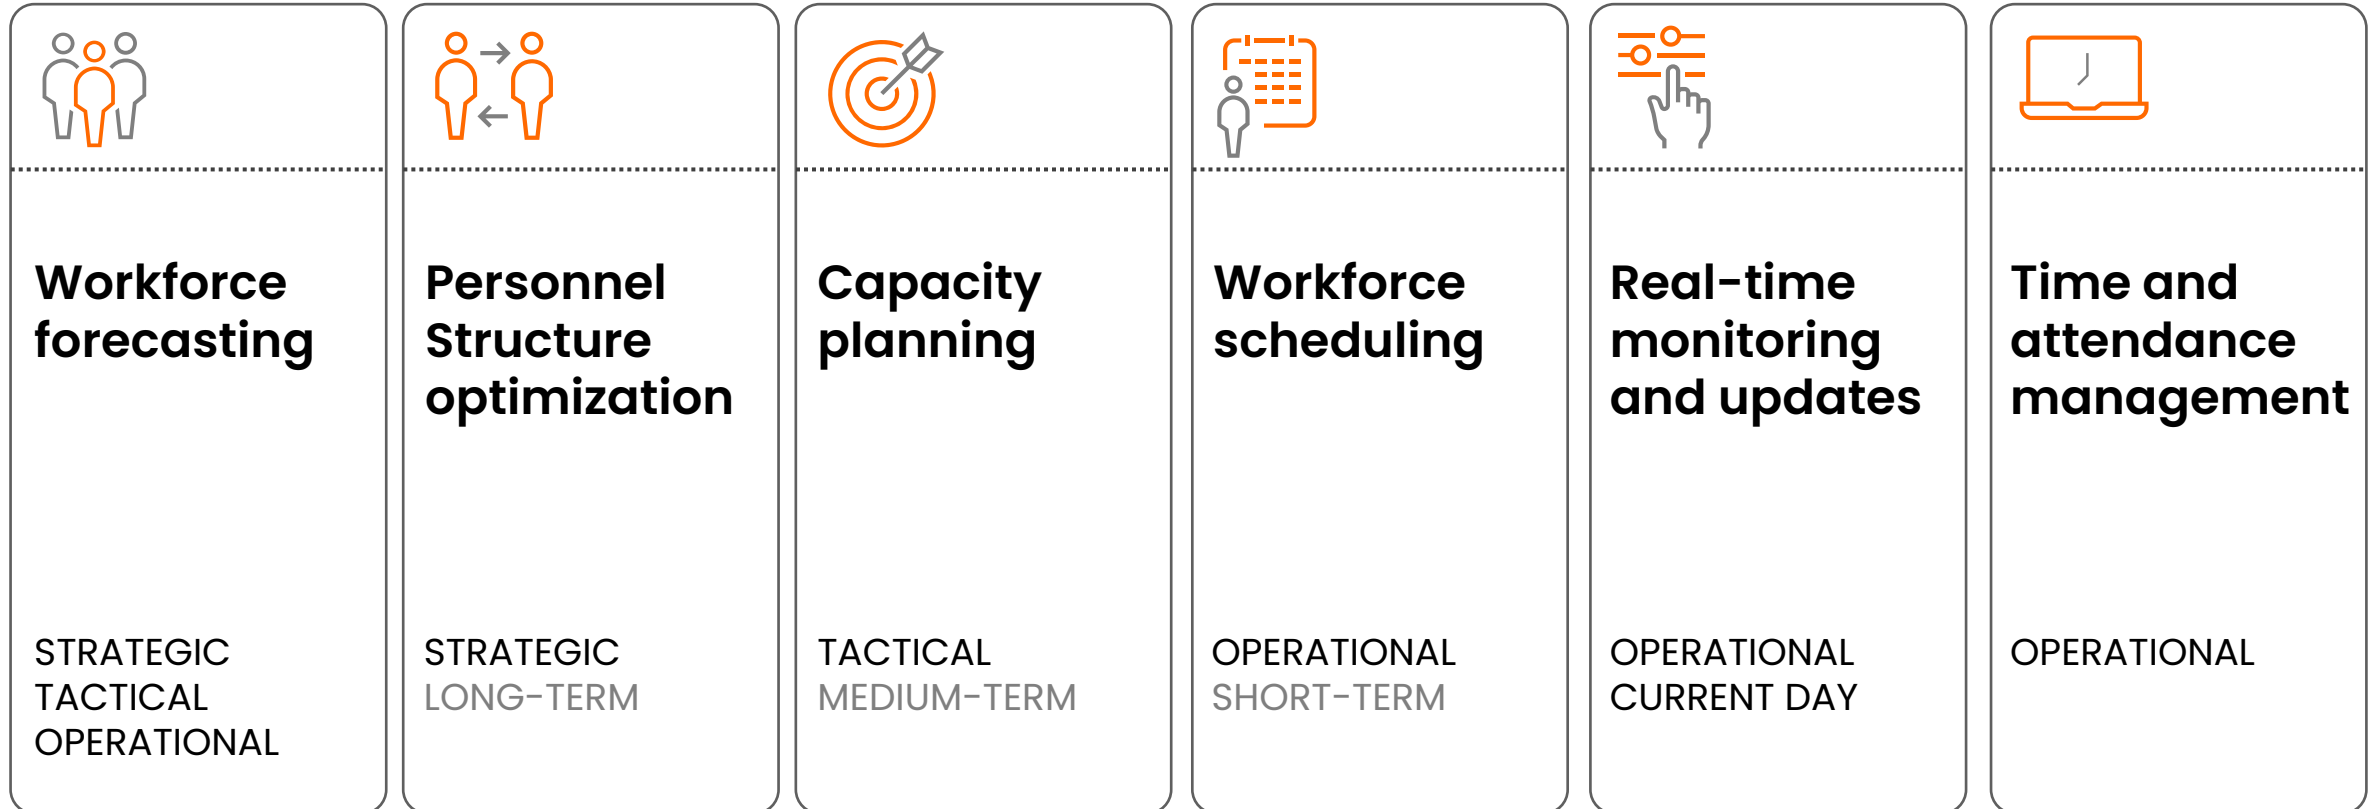 Workforce
forecasting
STRATEGIC
TACTICAL
OPERATIONAL
Personnel
Structure
optimization
STRATEGIC
LONG-TERM
Capacity
planning
TACTICAL
MEDIUM-TERM
Workforce
scheduling
OPERATIONAL
SHORT-TERM
Real-time
monitoring
and updates
OPERATIONAL
CURRENT DAY
Time and
attendance
management
OPERATIONAL